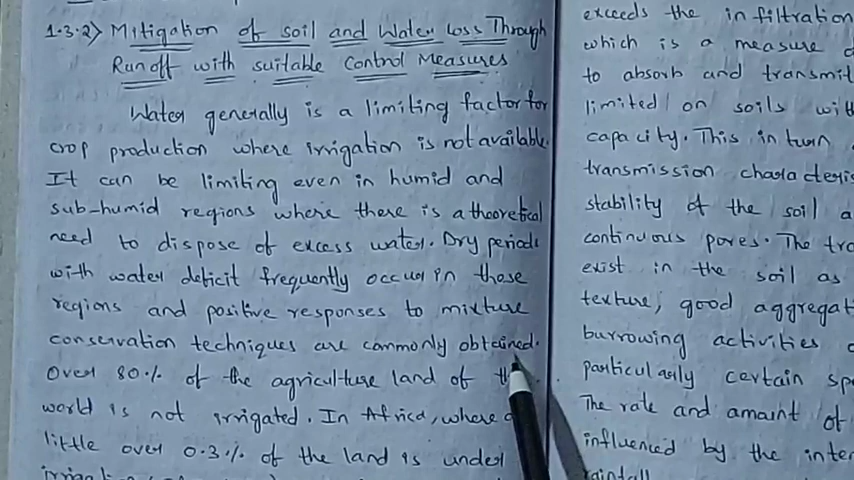 1.3.2) Mitigation of soil and Water Loss Through
Runoff with suitable Control Measures
Water generally is a limiting factor for
crop production where irrigation is not available.
It can be limiting even in humid and
sub-humid regions where there is a theoretical
need to dispose of excess water. Dry periods
with water deficit frequently occur in those
regions and positive responses to mixture
conservation techniques are commonly obtained.
Over 80.% of the agriculture land of
world is not irrigated. In Africa, where
little over 0.3.% of the land is under
exceeds the infiltration
which is a measure
to absorb and transmit
limited on soils with
capacity. This in turn
transmission
stability of the soil
continuous pores. The
exist in the soil as
texture, good
burrowing activities
particularly certain
The rate and amount of
influenced by the
rainfall